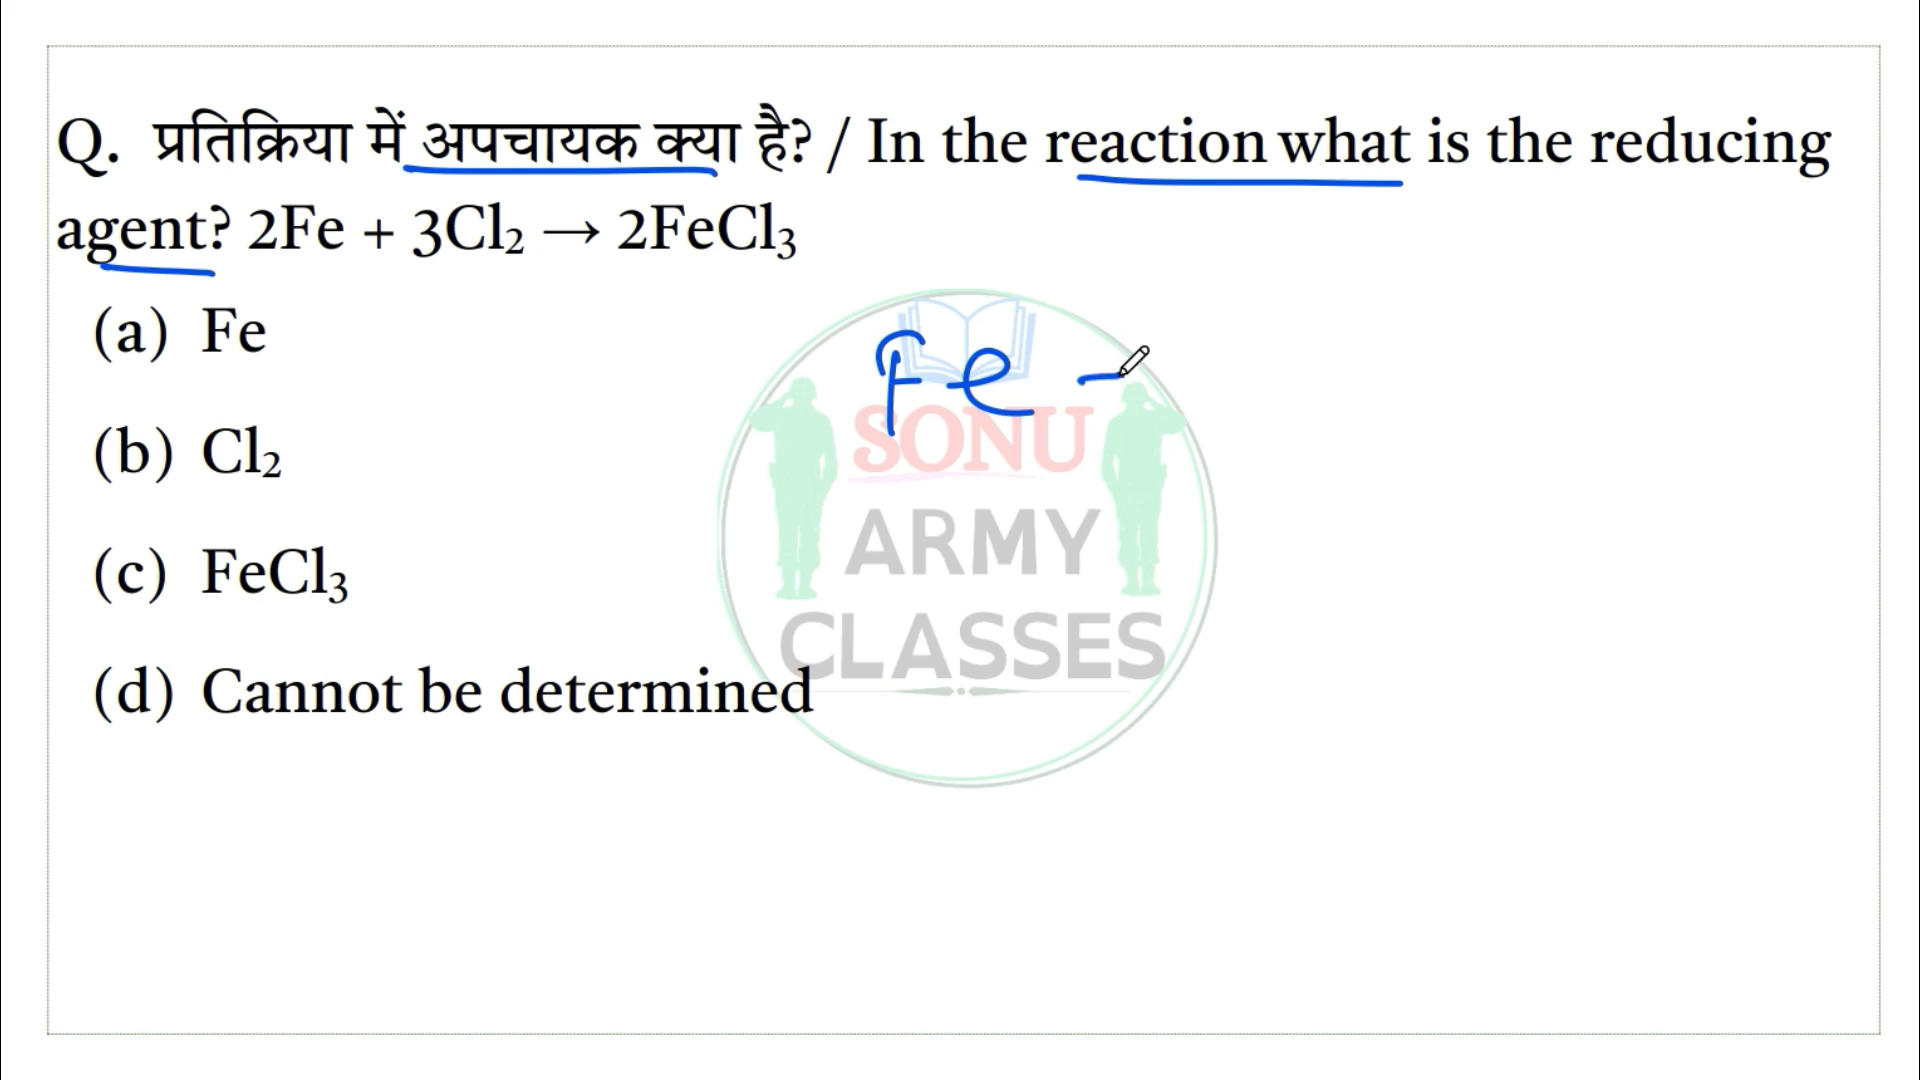 Q. प्रतिक्रिया में अपचायक क्या है? / In the reaction what is the reducing
agent? 2Fe + 3Cl₂ → 2FeCl₃
(a) Fe
(b) Cl₂
(c) FeCl₃
(d) Cannot be determined
Fe -
SONU
ARMY
CLASSES